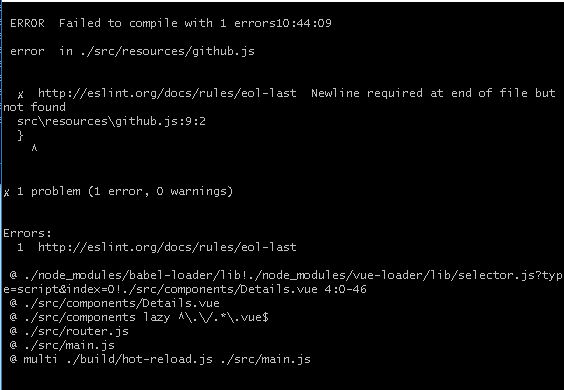 ERROR  Failed to compile with 1 errors10:44:09
error  in ./src/resources/github.js
✘  http://eslint.org/docs/rules/eol-last  Newline required at end of file but
not found
src\resources\github.js:9:2
}
^
✘ 1 problem (1 error, 0 warnings)
Errors:
1  http://eslint.org/docs/rules/eol-last
@ ./node_modules/babel-loader/lib!./node_modules/vue-loader/lib/selector.js?typ
e=script&index=0!./src/components/Details.vue 4:0-46
@ ./src/components/Details.vue
@ ./src/components lazy ^\.\/.*\.vue$
@ ./src/router.js
@ ./src/main.js
@ multi ./build/hot-reload.js ./src/main.js